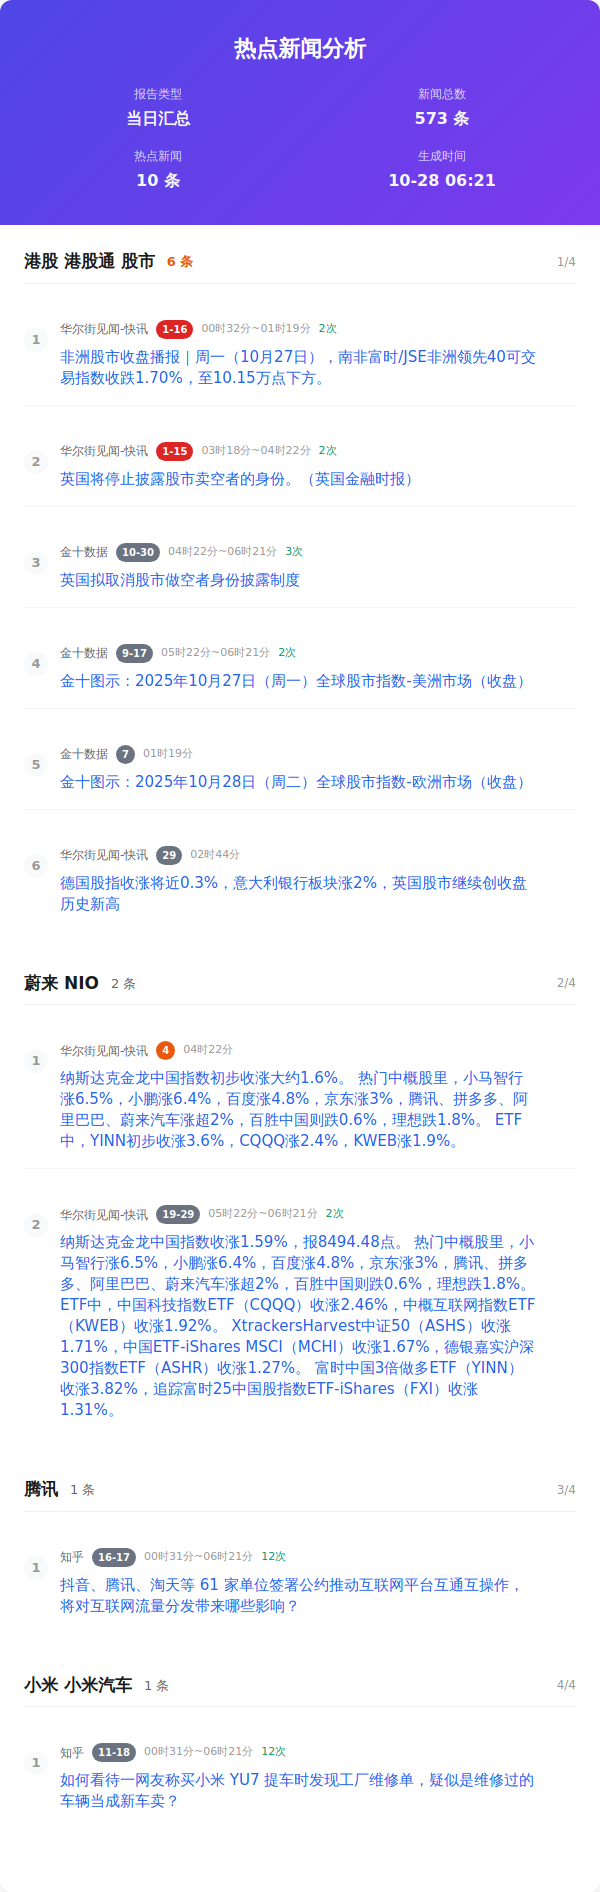 热点新闻分析
报告类型
当日汇总
新闻总数
573 条
热点新闻
10 条
生成时间
10-28 06:21
港股 港股通 股市 6 条 1/4
1
华尔街见闻-快讯 1-16 00时32分~01时19分 2次
非洲股市收盘播报｜周一（10月27日），南非富时/JSE非洲领先40可交
易指数收跌1.70%，至10.15万点下方。
2
华尔街见闻-快讯 1-15 03时18分~04时22分 2次
英国将停止披露股市卖空者的身份。（英国金融时报）
3
金十数据 10-30 04时22分~06时21分 3次
英国拟取消股市做空者身份披露制度
4
金十数据 9-17 05时22分~06时21分 2次
金十图示：2025年10月27日（周一）全球股市指数-美洲市场（收盘）
5
金十数据 7 01时19分
金十图示：2025年10月28日（周二）全球股市指数-欧洲市场（收盘）
6
华尔街见闻-快讯 29 02时44分
德国股指收涨将近0.3%，意大利银行板块涨2%，英国股市继续创收盘
历史新高
蔚来 NIO 2 条 2/4
1
华尔街见闻-快讯 4 04时22分
纳斯达克金龙中国指数初步收涨大约1.6%。 热门中概股里，小马智行
涨6.5%，小鹏涨6.4%，百度涨4.8%，京东涨3%，腾讯、拼多多、阿
里巴巴、蔚来汽车涨超2%，百胜中国则跌0.6%，理想跌1.8%。 ETF
中，YINN初步收涨3.6%，CQQQ涨2.4%，KWEB涨1.9%。
2
华尔街见闻-快讯 19-29 05时22分~06时21分 2次
纳斯达克金龙中国指数收涨1.59%，报8494.48点。 热门中概股里，小
马智行涨6.5%，小鹏涨6.4%，百度涨4.8%，京东涨3%，腾讯、拼多
多、阿里巴巴、蔚来汽车涨超2%，百胜中国则跌0.6%，理想跌1.8%。
ETF中，中国科技指数ETF（CQQQ）收涨2.46%，中概互联网指数ETF
（KWEB）收涨1.92%。 XtrackersHarvest中证50（ASHS）收涨
1.71%，中国ETF-iShares MSCI（MCHI）收涨1.67%，德银嘉实沪深
300指数ETF（ASHR）收涨1.27%。 富时中国3倍做多ETF（YINN）
收涨3.82%，追踪富时25中国股指数ETF-iShares（FXI）收涨
1.31%。
腾讯 1 条 3/4
1
知乎 16-17 00时31分~06时21分 12次
抖音、腾讯、淘天等 61 家单位签署公约推动互联网平台互通互操作，
将对互联网流量分发带来哪些影响？
小米 小米汽车 1 条 4/4
1
知乎 11-18 00时31分~06时21分 12次
如何看待一网友称买小米 YU7 提车时发现工厂维修单，疑似是维修过的
车辆当成新车卖？